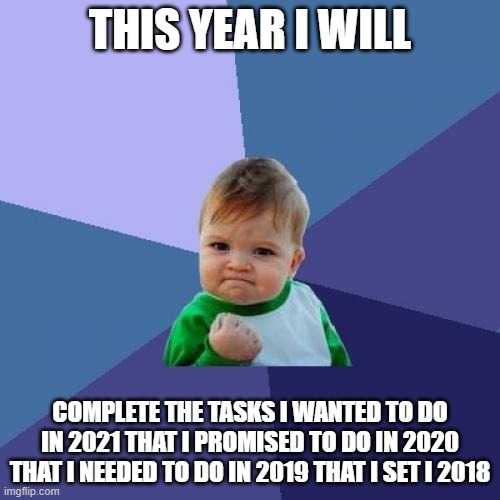 THIS YEAR I WILL
COMPLETE THE TASKS I WANTED TO DO
IN 2021 THAT I PROMISED TO DO IN 2020
THAT I NEEDED TO DO IN 2019 THAT I SET I 2018
imgflip.com